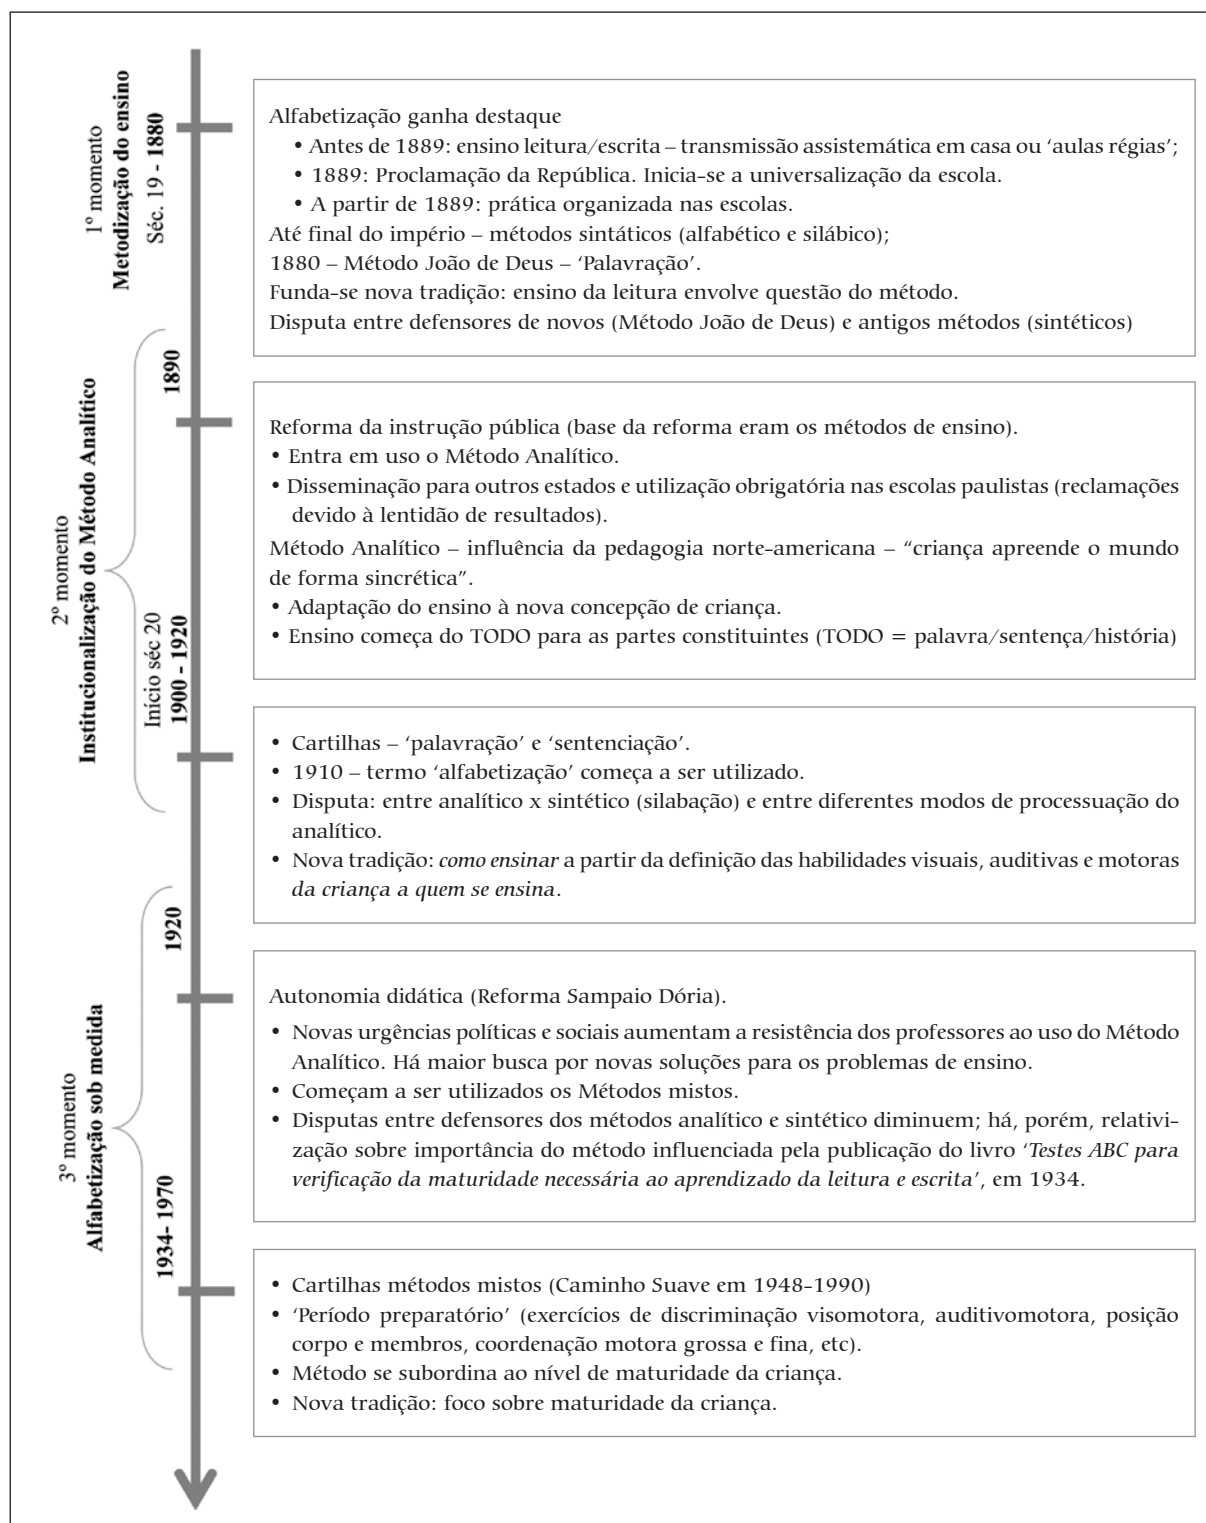 1º momento
Metodização do ensino
Séc. 19 - 1880
Alfabetização ganha destaque
• Antes de 1889: ensino leitura/escrita – transmissão assistemática em casa ou ‘aulas régias’;
• 1889: Proclamação da República. Inicia-se a universalização da escola.
• A partir de 1889: prática organizada nas escolas.
Até final do império – métodos sintáticos (alfabético e silábico);
1880 – Método João de Deus – ‘Palavração’.
Funda-se nova tradição: ensino da leitura envolve questão do método.
Disputa entre defensores de novos (Método João de Deus) e antigos métodos (sintéticos)
2º momento
Institucionalização do Método Analítico
1890
Reforma da instrução pública (base da reforma eram os métodos de ensino).
• Entra em uso o Método Analítico.
• Disseminação para outros estados e utilização obrigatória nas escolas paulistas (reclamações
devido à lentidão de resultados).
Método Analítico – influência da pedagogia norte-americana – “criança apreende o mundo
de forma sincrética”.
• Adaptação do ensino à nova concepção de criança.
• Ensino começa do TODO para as partes constituintes (TODO = palavra/sentença/história)
Início séc 20
1900 - 1920
• Cartilhas – ‘palavração’ e ‘sentenciação’.
• 1910 – termo ‘alfabetização’ começa a ser utilizado.
• Disputa: entre analítico x sintético (silabação) e entre diferentes modos de processuação do
analítico.
• Nova tradição: como ensinar a partir da definição das habilidades visuais, auditivas e motoras
da criança a quem se ensina.
3º momento
Alfabetização sob medida
1920
Autonomia didática (Reforma Sampaio Dória).
• Novas urgências políticas e sociais aumentam a resistência dos professores ao uso do Método
Analítico. Há maior busca por novas soluções para os problemas de ensino.
• Começam a ser utilizados os Métodos mistos.
• Disputas entre defensores dos métodos analítico e sintético diminuem; há, porém, relativi-
zação sobre importância do método influenciada pela publicação do livro ‘Testes ABC para
verificação da maturidade necessária ao aprendizado da leitura e escrita’, em 1934.
1934- 1970
• Cartilhas métodos mistos (Caminho Suave em 1948-1990)
• ‘Período preparatório’ (exercícios de discriminação visomotora, auditivomotora, posição
corpo e membros, coordenação motora grossa e fina, etc).
• Método se subordina ao nível de maturidade da criança.
• Nova tradição: foco sobre maturidade da criança.